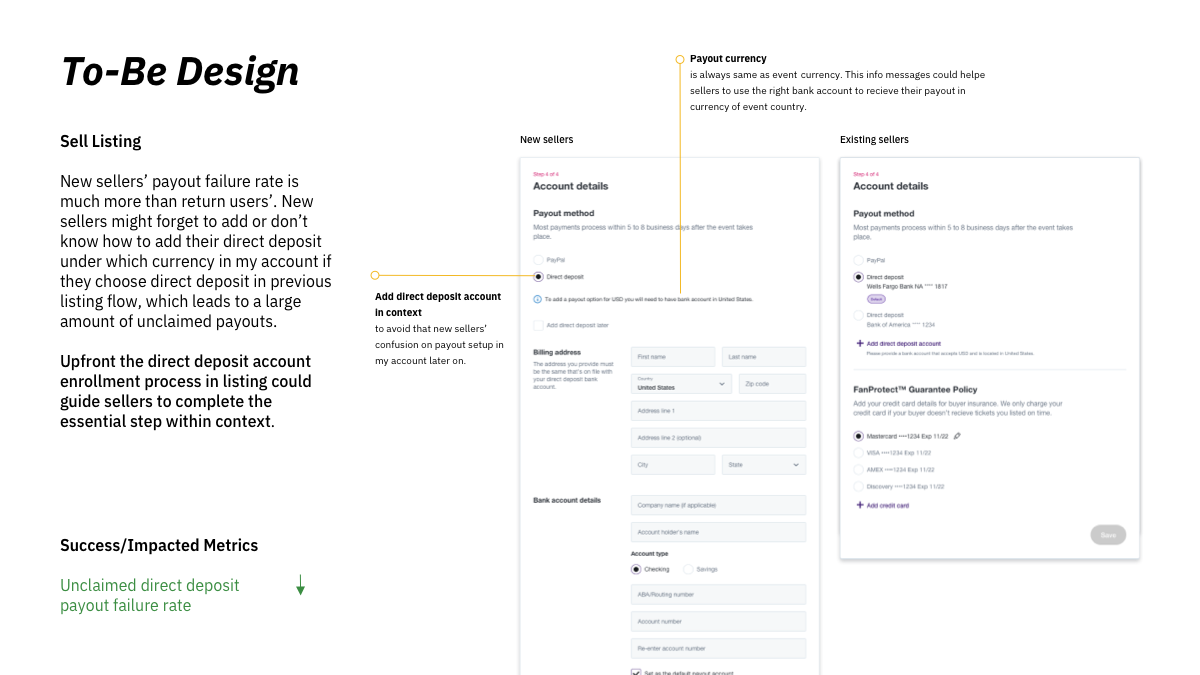 To-Be Design
Sell Listing
New sellers’ payout failure rate is
much more than return users’. New
sellers might forget to add or don’t
know how to add their direct deposit
under which currency in my account if
they choose direct deposit in previous
listing flow, which leads to a large
amount of unclaimed payouts.
Upfront the direct deposit account
enrollment process in listing could
guide sellers to complete the
essential step within context.
Success/Impacted Metrics
Unclaimed direct deposit
payout failure rate
Payout currency
is always same as event currency. This info messages could helpe
sellers to use the right bank account to recieve their payout in
currency of event country.
Add direct deposit account
in context
to avoid that new sellers’
confusion on payout setup in
my account later on.
New sellers
Step 4 of 4
Account details
Payout method
Most payments process within 5 to 8 business days after the event takes
place.
PayPal
Direct deposit
To add a payout option for USD you will need to have bank account in United States.
Add direct deposit later
Billing address
The address you provide must
be the same that's on file with
your direct deposit bank
account.
First name
Last name
Country
United States
Zip code
Address line 1
Address line 2 (optional)
City
State
Bank account details
Company name (if applicable)
Account holder's name
Account type
Checking
Savings
ABA/Routing number
Account number
Re-enter account number
Set as the default payout account
Existing sellers
Step 4 of 4
Account details
Payout method
Most payments process within 5 to 8 business days after the event takes
place.
PayPal
Direct deposit
Wells Fargo Bank NA **** 1817
Default
Direct deposit
Bank of America **** 1234
Add direct deposit account
Please provide a bank account that accepts USD and is located in United States.
FanProtect™ Guarantee Policy
Add your credit card details for buyer insurance. We only charge your
credit card if your buyer doesn't recieve tickets you listed on time.
Mastercard ••••1234 Exp 11/22
VISA ••••1234 Exp 11/22
AMEX ••••1234 Exp 11/22
Discovery ••••1234 Exp 11/22
Add credit card
Save